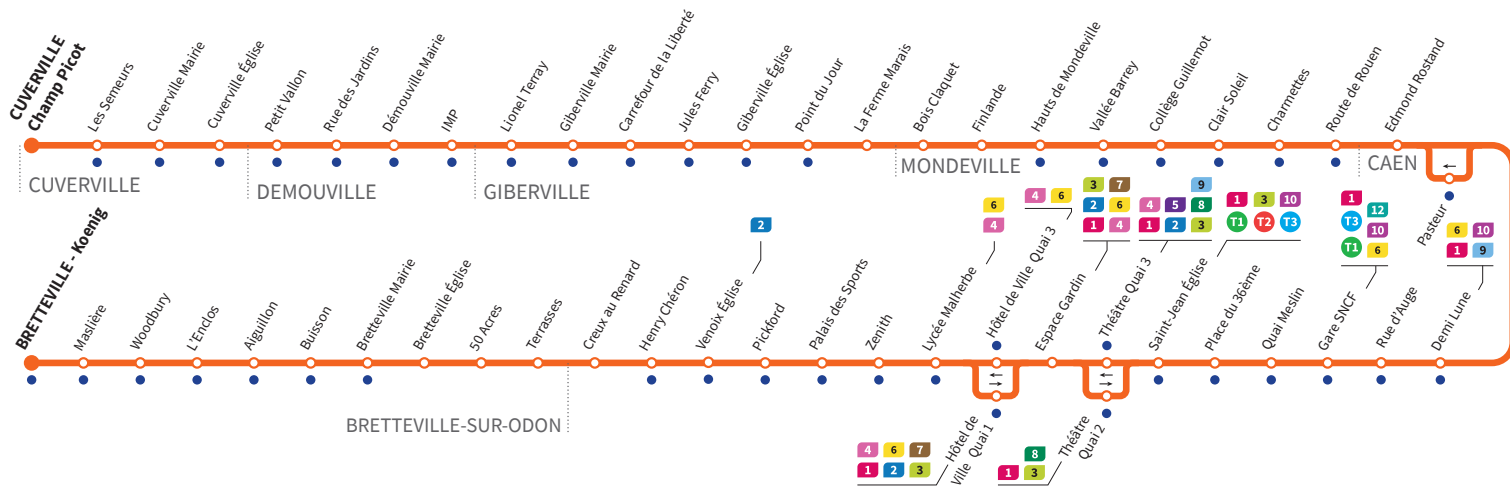 CUVERVILLE
Champ Picot
Les Semeurs
Cuverville Mairie
Cuverville Église
Petit Vallon
Rue des Jardins
Démouville Mairie
IMP
Lionel Terray
Giberville Mairie
Carrefour de la Liberté
Jules Ferry
Giberville Église
Point du Jour
La Ferme Marais
Bois Claquet
Finlande
Hauts de Mondeville
Vallée Barrey
Collège Guillemot
Clair Soleil
Charmettes
Route de Rouen
Edmond Rostand
CUVERVILLE
DEMOUVILLE
GIBERVILLE
MONDEVILLE
CAEN
←
Pasteur
BRETTEVILLE - Koenig
Maslière
Woodbury
L'Enclos
Aiguillon
Buisson
Bretteville Mairie
Bretteville Église
50 Acres
Terrasses
Creux au Renard
Henry Chéron
2
Venoix Église
Pickford
Palais des Sports
Zenith
6
4
Lycée Malherbe
4 6
Hôtel de Ville Quai 3
3 7
2 6
1 4
Espace Gardin
9
4 5 8
1 2 3
Théâtre Quai 3
1 3 10
T1 T2 T3
Saint-Jean Église
Place du 36ème
Quai Meslin
1
T3 12
10
T1 6
Gare SNCF
Rue d'Auge
6 10
1 9
Demi Lune
←
→
←
→
BRETTEVILLE-SUR-ODON
4 6 7
1 2 3
Hôtel de
Ville Quai 1
8
1 3
Théâtre
Quai 2